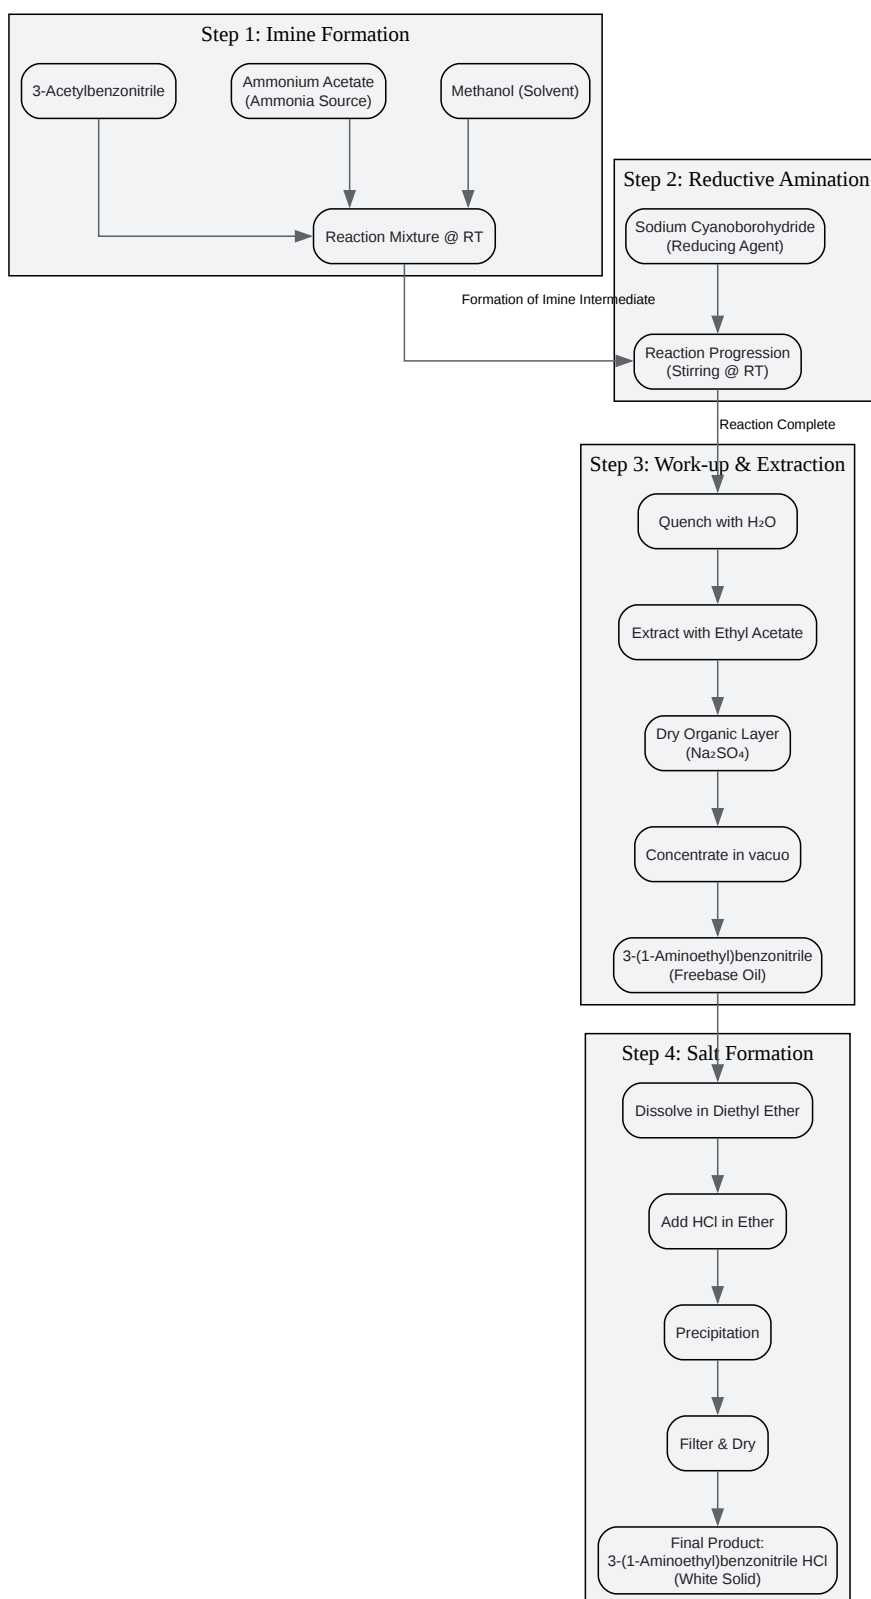 Step 1: Imine Formation
3-Acetylbenzonitrile
Ammonium Acetate
(Ammonia Source)
Methanol (Solvent)
Reaction Mixture @ RT
Step 2: Reductive Amination
Sodium Cyanoborohydride
(Reducing Agent)
Formation of Imine Intermediate
Reaction Progression
(Stirring @ RT)
Reaction Complete
Step 3: Work-up & Extraction
Quench with H₂O
Extract with Ethyl Acetate
Dry Organic Layer
(Na₂SO₄)
Concentrate in vacuo
3-(1-Aminoethyl)benzonitrile
(Freebase Oil)
Step 4: Salt Formation
Dissolve in Diethyl Ether
Add HCl in Ether
Precipitation
Filter & Dry
Final Product:
3-(1-Aminoethyl)benzonitrile HCl
(White Solid)